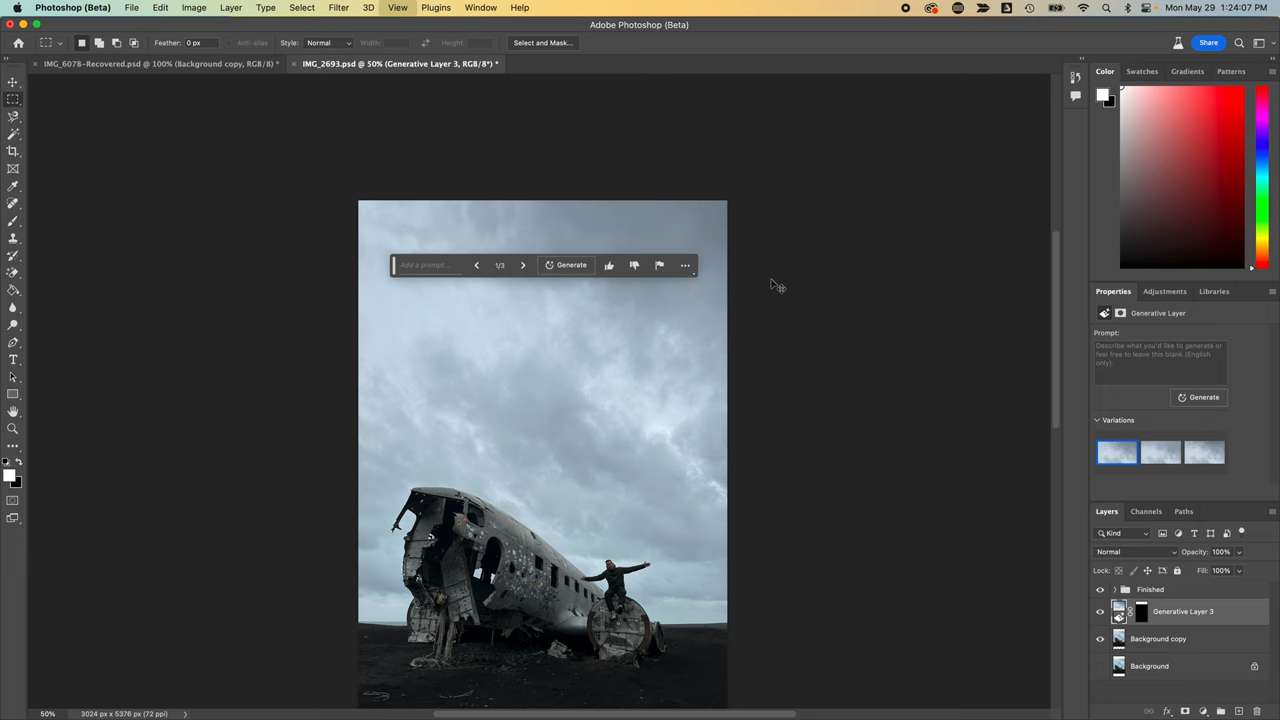 Photoshop (Beta) File Edit Image Layer Type Select Filter 3D View Plugins Window Help Mon May 29 1:24:07 PM
Adobe Photoshop (Beta)
Feather: 0 px Anti-alias Style: Normal Width: Height: Select and Mask... Share
IMG_6078-Recovered.psd @ 100% (Background copy, RGB/8) * IMG_2693.psd @ 50% (Generative Layer 3, RGB/8*) *
Color Swatches Gradients Patterns
Add a prompt... 1/3 Generate
Properties Adjustments Libraries
Generative Layer
Prompt:
Describe what you'd like to generate or
feel free to leave this blank (English
only).
Generate
Variations
Layers Channels Paths
Kind
Normal Opacity: 100%
Lock: Fill: 100%
Finished
Generative Layer 3
Background copy
Background
50% 3024 px x 5376 px (72 ppi)